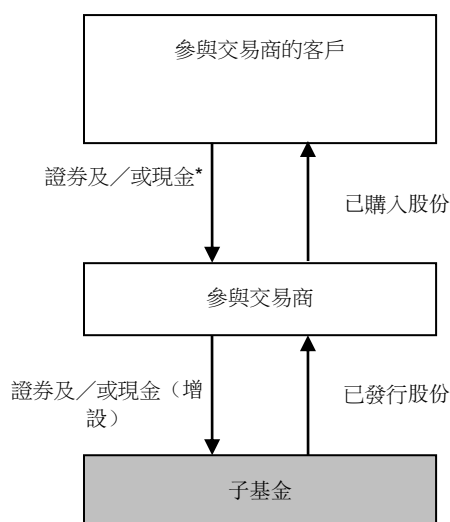 參與交易商的客戶
證券及／或現金*
已購入股份
參與交易商
證券及／或現金（增
設）
已發行股份
子基金